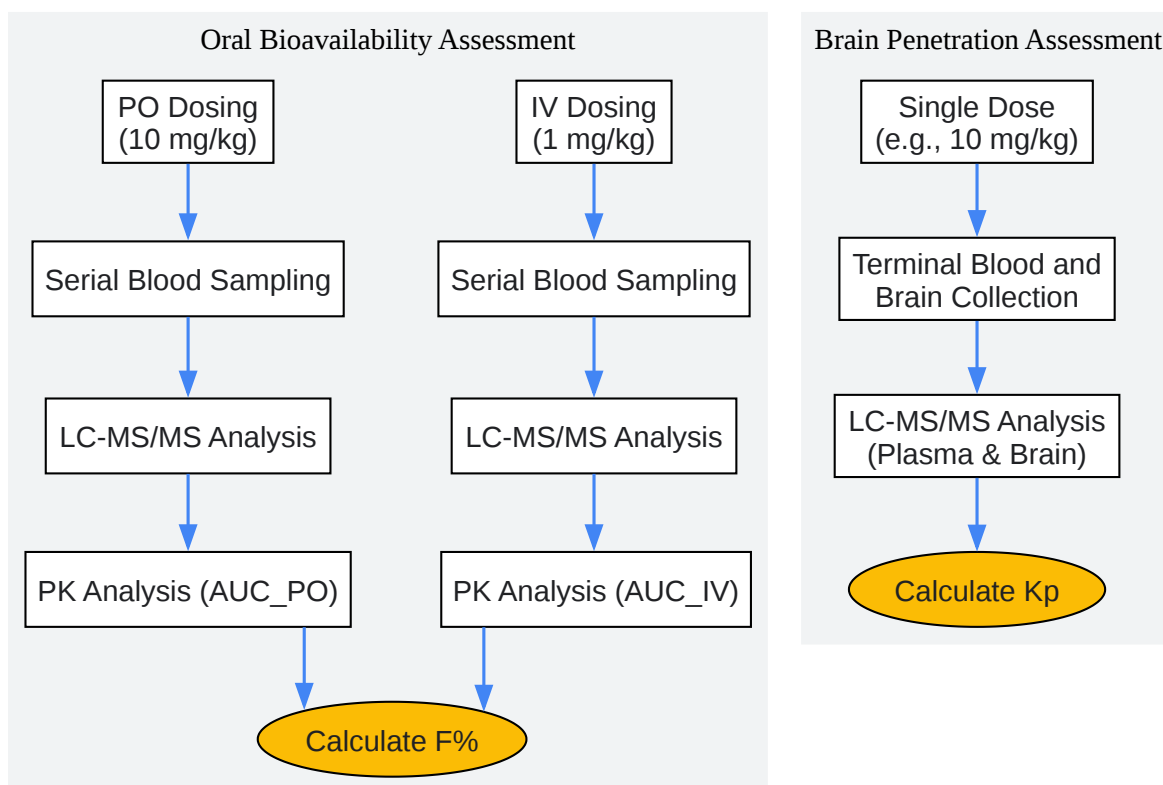 Oral Bioavailability Assessment
PO Dosing
(10 mg/kg)
IV Dosing
(1 mg/kg)
Serial Blood Sampling
Serial Blood Sampling
LC-MS/MS Analysis
LC-MS/MS Analysis
PK Analysis (AUC_PO)
PK Analysis (AUC_IV)
Calculate F%
Brain Penetration Assessment
Single Dose
(e.g., 10 mg/kg)
Terminal Blood and
Brain Collection
LC-MS/MS Analysis
(Plasma & Brain)
Calculate Kp